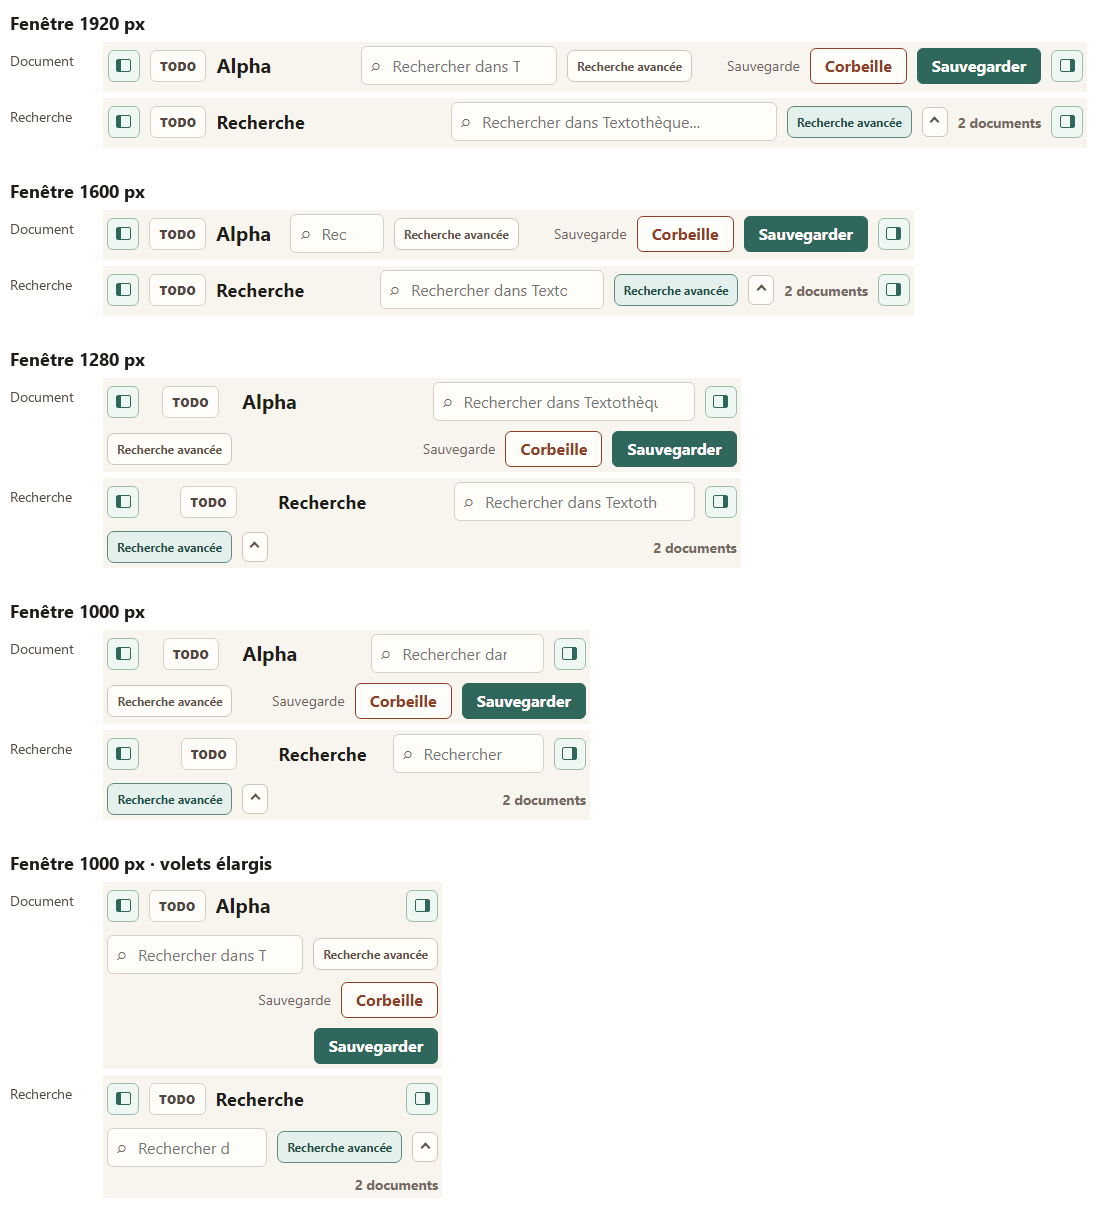 Fenêtre 1920 px
Document TODO Alpha Rechercher dans T Recherche avancée Sauvegarde Corbeille Sauvegarder
Recherche TODO Recherche Rechercher dans Textothèque... Recherche avancée 2 documents
Fenêtre 1600 px
Document TODO Alpha Rec Recherche avancée Sauvegarde Corbeille Sauvegarder
Recherche TODO Recherche Rechercher dans Texto Recherche avancée 2 documents
Fenêtre 1280 px
Document TODO Alpha Rechercher dans Textothèqu
Recherche avancée Sauvegarde Corbeille Sauvegarder
Recherche TODO Recherche Rechercher dans Textoth
Recherche avancée 2 documents
Fenêtre 1000 px
Document TODO Alpha Rechercher dar
Recherche avancée Sauvegarde Corbeille Sauvegarder
Recherche TODO Recherche Rechercher
Recherche avancée 2 documents
Fenêtre 1000 px · volets élargis
Document TODO Alpha
Rechercher dans T Recherche avancée
Sauvegarde Corbeille
Sauvegarder
Recherche TODO Recherche
Rechercher d Recherche avancée
2 documents